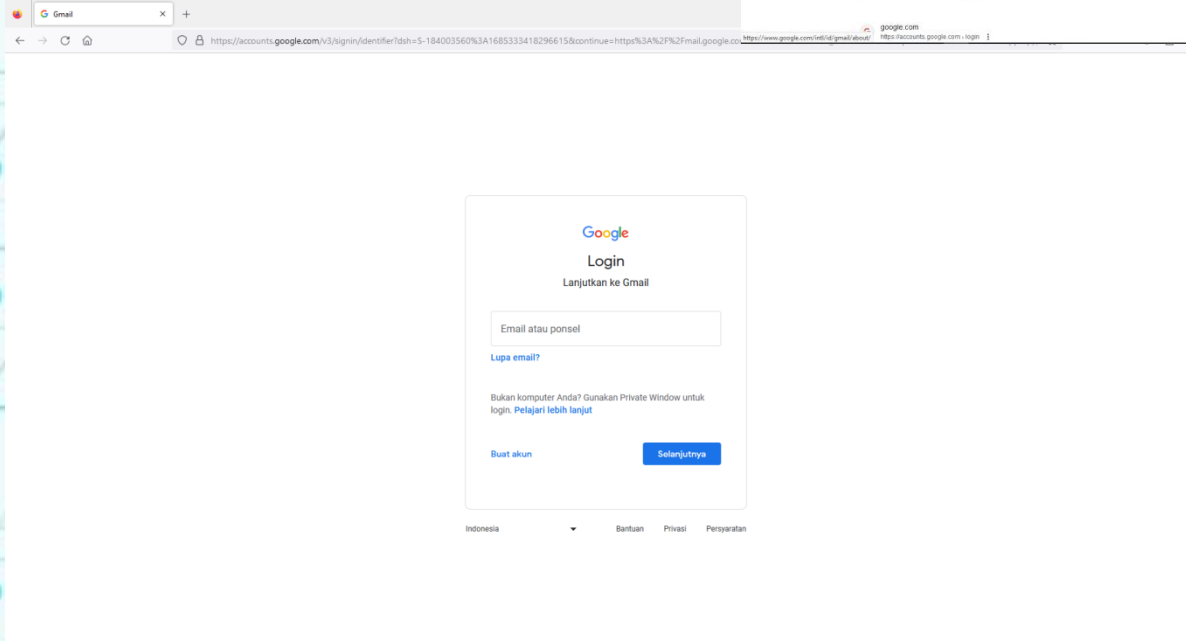 Gmail
https://accounts.google.com/v3/signin/identifier?dsh=S-184003560%3A1685333418296615&continue=https%3A%2F%2Fmail.google.co
google.com
https://www.google.com/intl/id/gmail/about/
https://accounts.google.com › login
Google
Login
Lanjutkan ke Gmail
Email atau ponsel
Lupa email?
Bukan komputer Anda? Gunakan Private Window untuk
login. Pelajari lebih lanjut
Buat akun
Selanjutnya
Indonesia
Bantuan
Privasi
Persyaratan